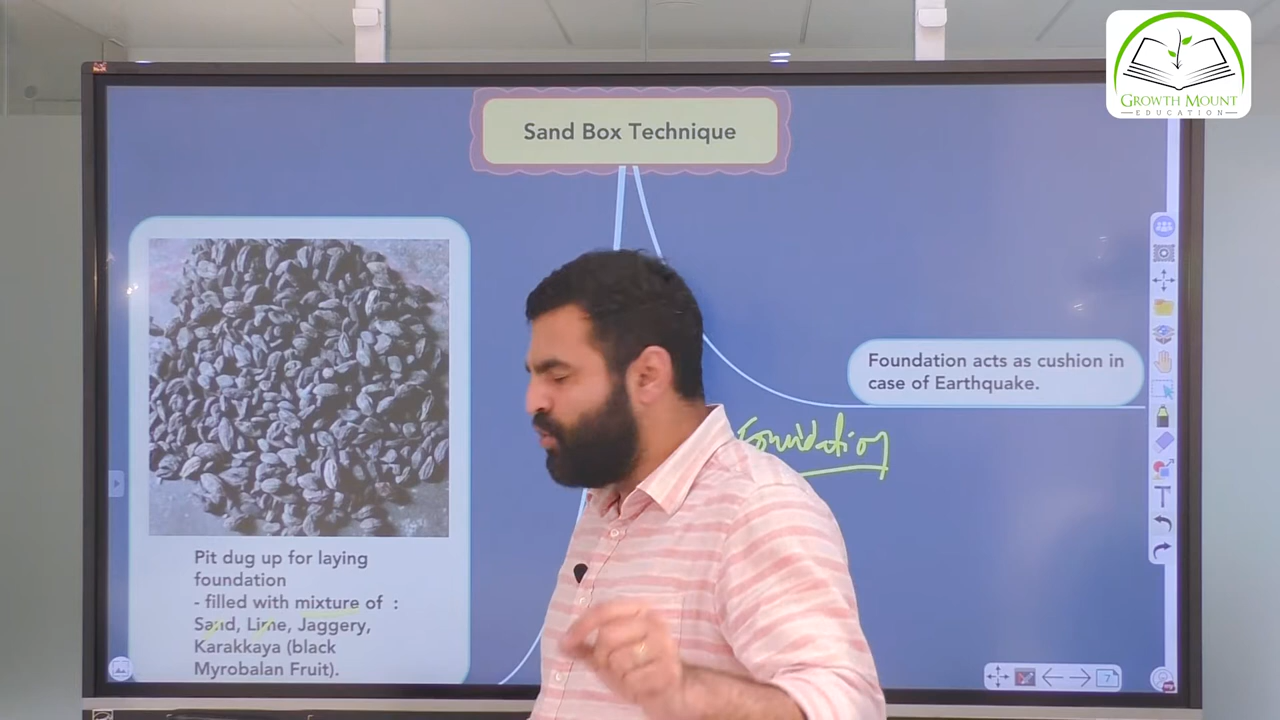 GROWTH MOUNT
EDUCATION
Sand Box Technique
Foundation acts as cushion in
case of Earthquake.
Foundation
Pit dug up for laying
foundation
- filled with mixture of :
Sand, Lime, Jaggery,
Karakkaya (black
Myrobalan Fruit).
7